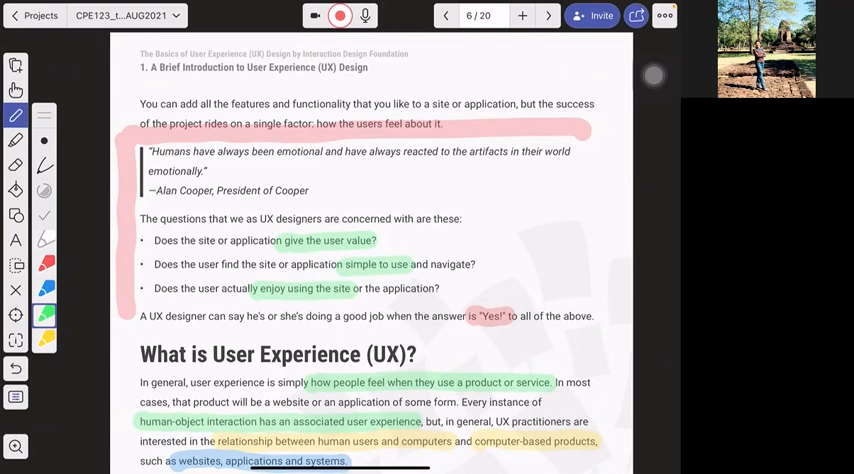 Projects
CPE123_t...AUG2021
6 / 20
Invite
The Basics of User Experience (UX) Design by Interaction Design Foundation
1. A Brief Introduction to User Experience (UX) Design
You can add all the features and functionality that you like to a site or application, but the success
of the project rides on a single factor: how the users feel about it.
“Humans have always been emotional and have always reacted to the artifacts in their world
emotionally.”
—Alan Cooper, President of Cooper
The questions that we as UX designers are concerned with are these:
• Does the site or application give the user value?
• Does the user find the site or application simple to use and navigate?
• Does the user actually enjoy using the site or the application?
A UX designer can say he's or she's doing a good job when the answer is "Yes!" to all of the above.
What is User Experience (UX)?
In general, user experience is simply how people feel when they use a product or service. In most
cases, that product will be a website or an application of some form. Every instance of
human-object interaction has an associated user experience, but, in general, UX practitioners are
interested in the relationship between human users and computers and computer-based products,
such as websites, applications and systems.